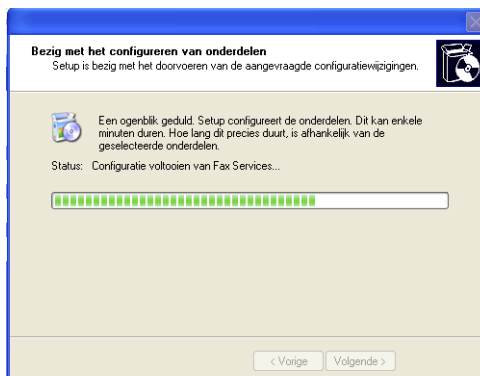 Bezig met het configureren van onderdelen
Setup is bezig met het doorvoeren van de aangevraagde configuratiewijzigingen.
Een ogenblik geduld. Setup configureert de onderdelen. Dit kan enkele
minuten duren. Hoe lang dit precies duurt, is afhankelijk van de
geselecteerde onderdelen.
Status: Configuratie voltooien van Fax Services...
< Vorige Volgende >